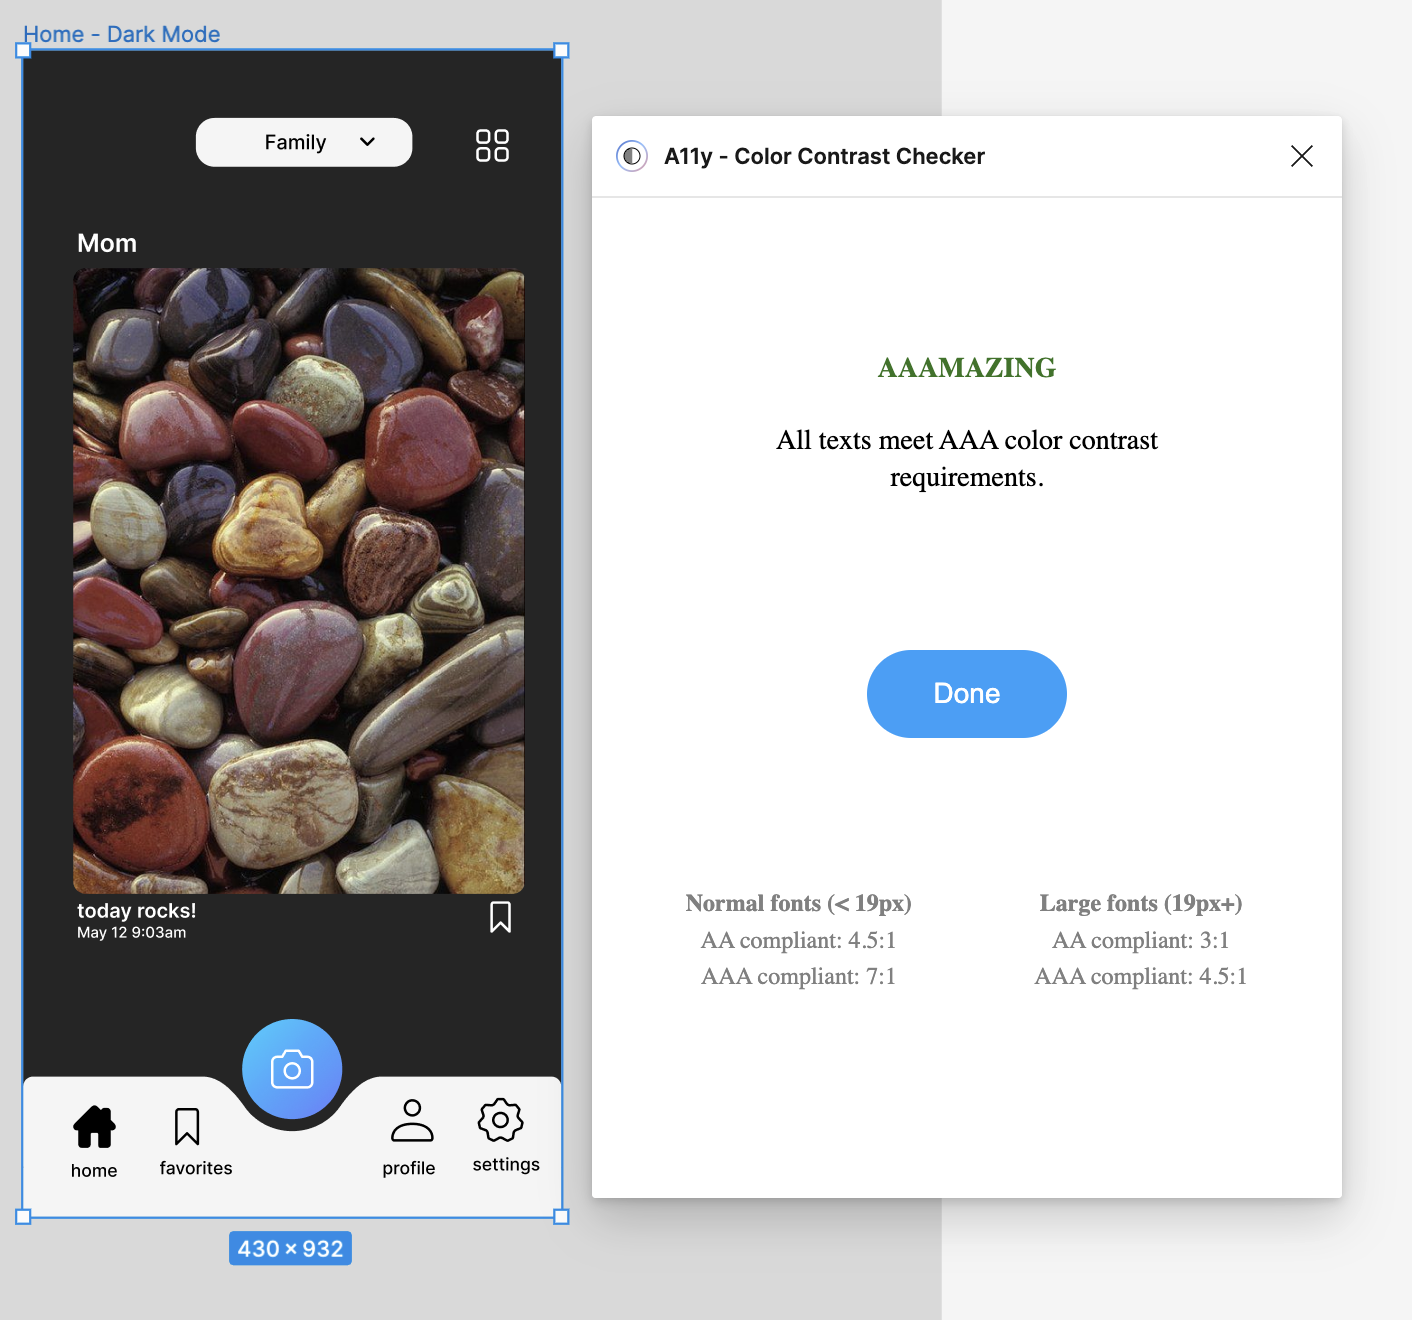 Home - Dark Mode
Family
Mom
today rocks!
May 12 9:03am
home
favorites
profile
settings
430 × 932
A11y - Color Contrast Checker
AAAMAZING
All texts meet AAA color contrast
requirements.
Done
Normal fonts (< 19px)
AA compliant: 4.5:1
AAA compliant: 7:1
Large fonts (19px+)
AA compliant: 3:1
AAA compliant: 4.5:1